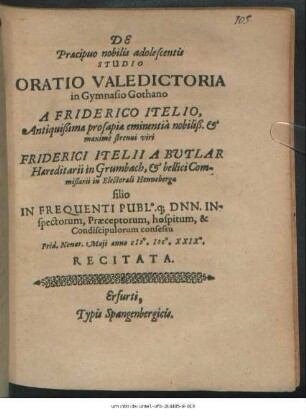 105
DE
Præcipuo nobilis adolescentis
STUDIO
ORATIO VALEDICTORIA
in Gymnasio Gothano
A FRIDERICO ITELIO,
Antiquißima prosapiæ eminentiâ nobiliß. &
maximè strenui viri
FRIDERICI ITELII A BUTLAR
Hæreditarii in Grumbach, & bellici Com-
missarii in Electorali Henneberga
filio
IN FREQUENTI PUBL°. q; DNN. IN-
spectorum, Præceptorum, hospitum, &
Condiscipulorum consessu
Prid. Nonar. Maji anno cIɔ°. Iɔc°. XXIX°.
RECITATA.
Erfurti,
Typis Spangenbergicis.